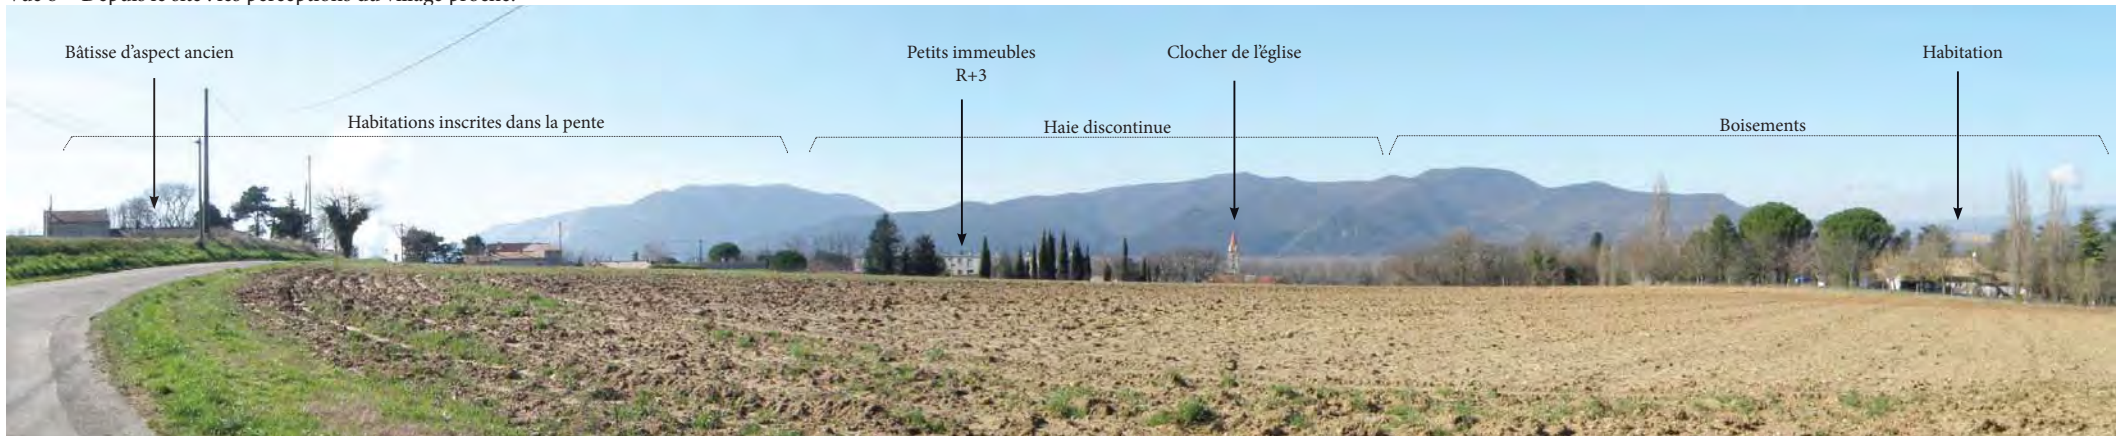 Bâtisse d'aspect ancien
Petits immeubles
R+3
Clocher de l'église
Habitation
Habitations inscrites dans la pente
Haie discontinue
Boisements